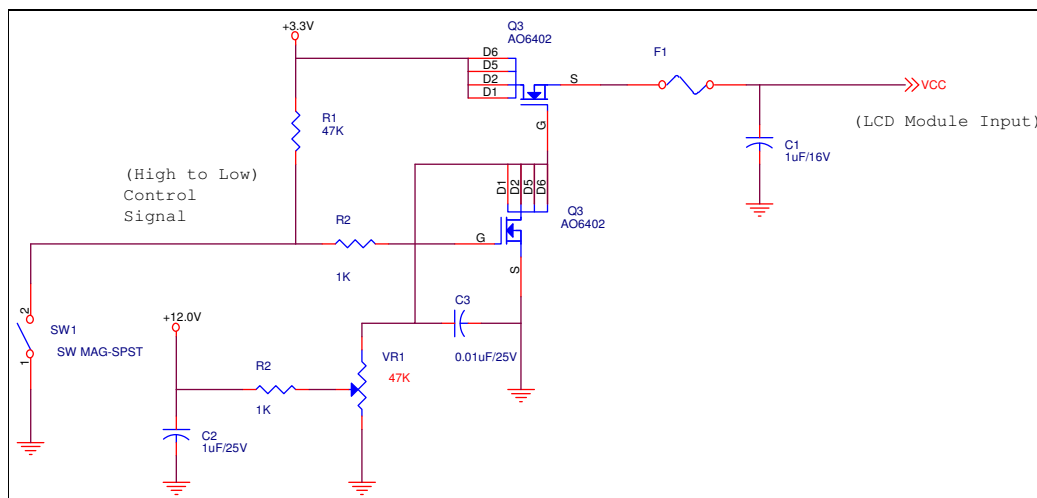 +3.3V
Q3
AO6402
D6
D5
D2
D1
S
G
F1
VCC
(LCD Module Input)
C1
1uF/16V
R1
47K
(High to Low)
Control
Signal
D1
D2
D5
D6
Q3
AO6402
R2
1K
G
S
2
1
SW1
SW MAG-SPST
+12.0V
C3
0.01uF/25V
R2
1K
VR1
47K
C2
1uF/25V